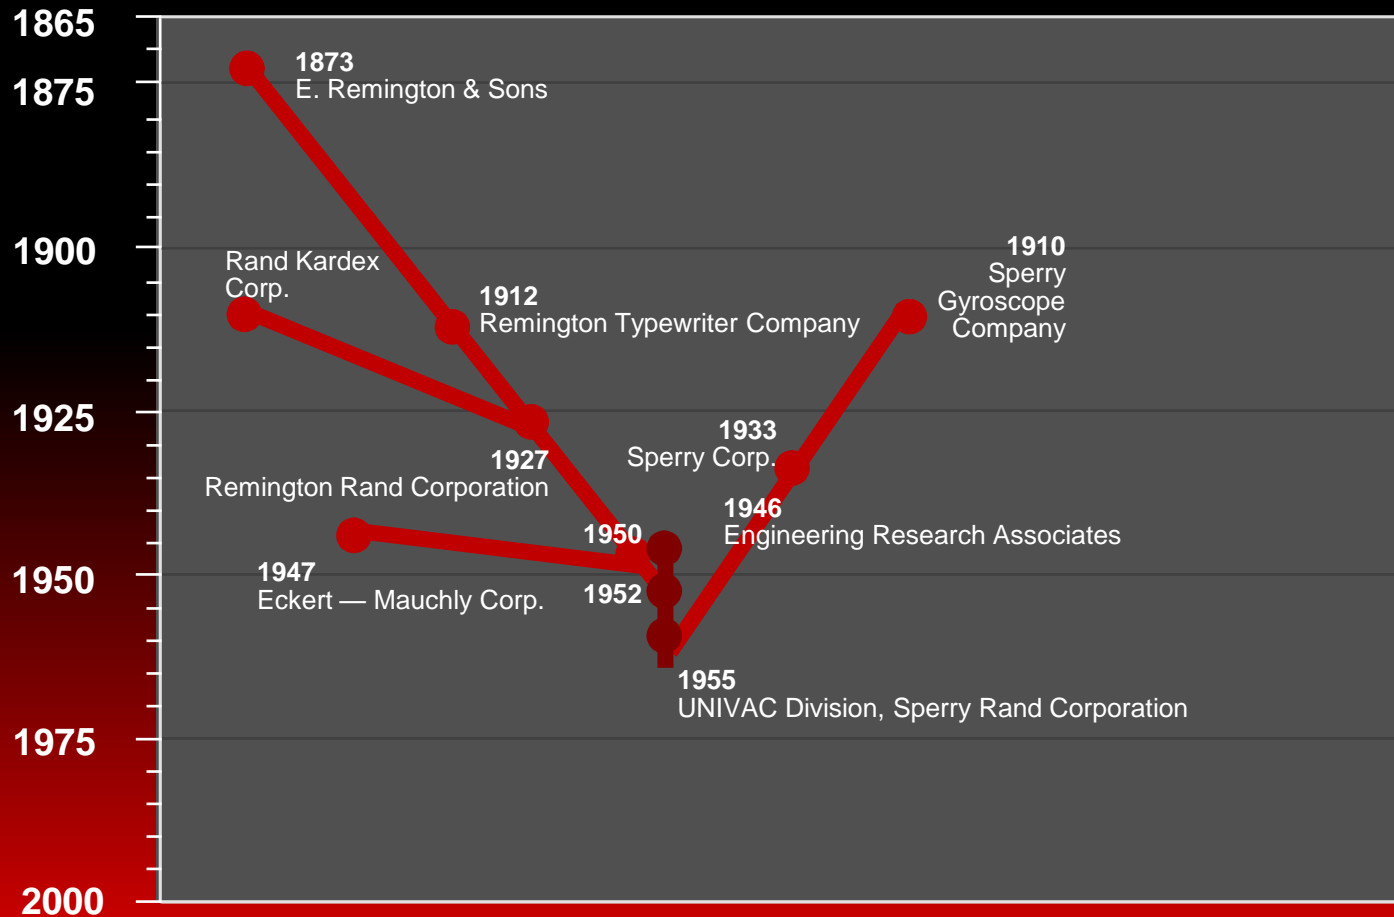 1865
1873
E. Remington & Sons
1875
1900
1910
Sperry
Gyroscope
Company
Rand Kardex
Corp.
1912
Remington Typewriter Company
1925
1933
Sperry Corp.
1927
Remington Rand Corporation
1946
Engineering Research Associates
1950
1950
1947
Eckert — Mauchly Corp.
1952
1955
UNIVAC Division, Sperry Rand Corporation
1975
2000